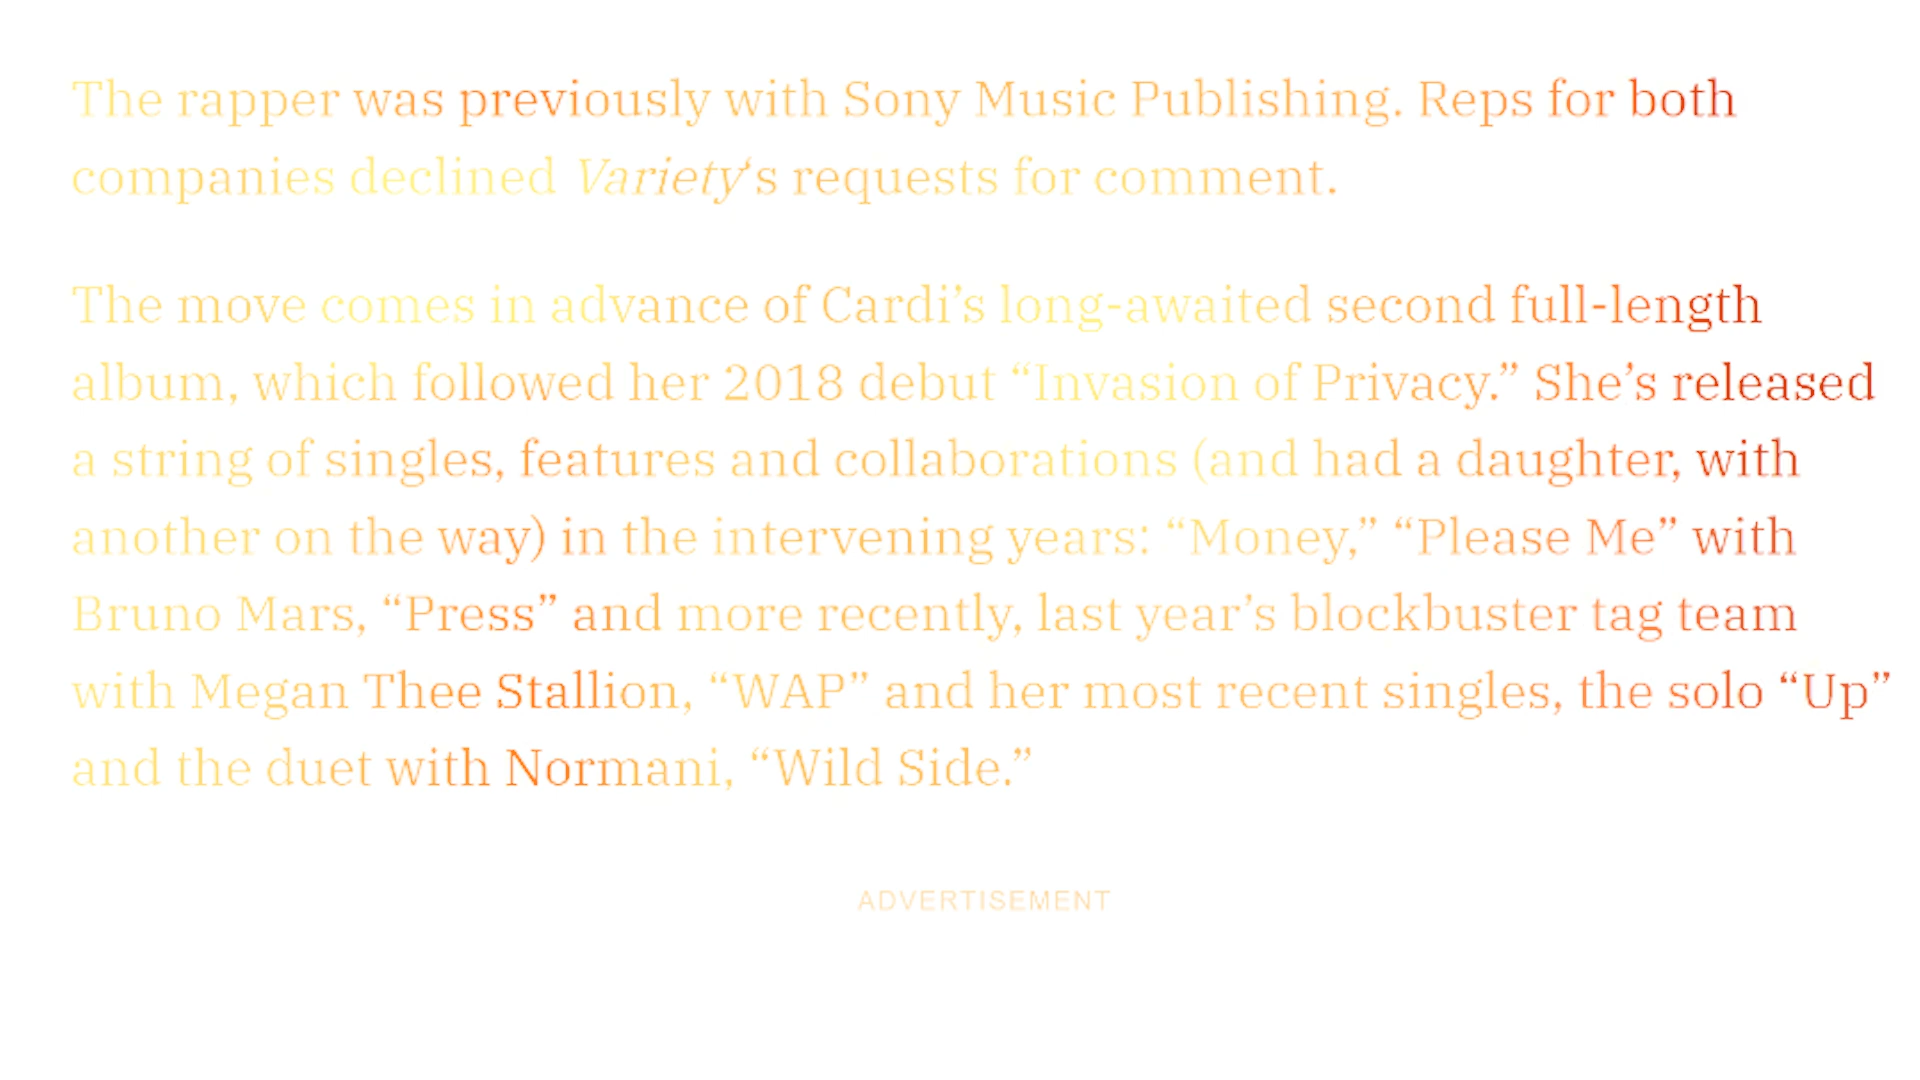 The rapper was previously with Sony Music Publishing. Reps for both
companies declined Variety‘s requests for comment.
The move comes in advance of Cardi’s long-awaited second full-length
album, which followed her 2018 debut “Invasion of Privacy.” She’s released
a string of singles, features and collaborations (and had a daughter, with
another on the way) in the intervening years: “Money,” “Please Me” with
Bruno Mars, “Press” and more recently, last year’s blockbuster tag team
with Megan Thee Stallion, “WAP” and her most recent singles, the solo “Up”
and the duet with Normani, “Wild Side.”
ADVERTISEMENT